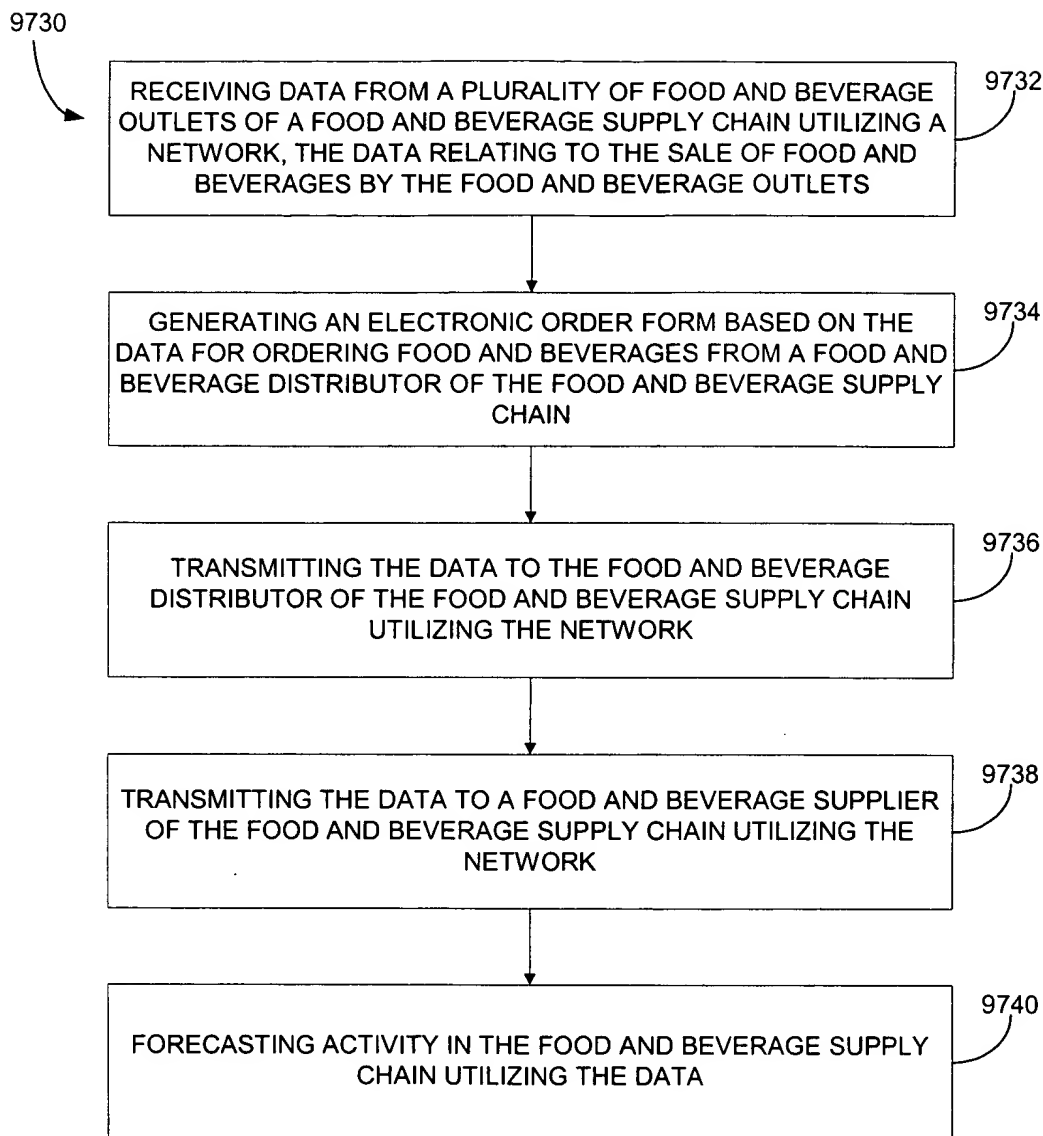 9730
RECEIVING DATA FROM A PLURALITY OF FOOD AND BEVERAGE
OUTLETS OF A FOOD AND BEVERAGE SUPPLY CHAIN UTILIZING A
NETWORK, THE DATA RELATING TO THE SALE OF FOOD AND
BEVERAGES BY THE FOOD AND BEVERAGE OUTLETS
9732
GENERATING AN ELECTRONIC ORDER FORM BASED ON THE
DATA FOR ORDERING FOOD AND BEVERAGES FROM A FOOD AND
BEVERAGE DISTRIBUTOR OF THE FOOD AND BEVERAGE SUPPLY
CHAIN
9734
TRANSMITTING THE DATA TO THE FOOD AND BEVERAGE
DISTRIBUTOR OF THE FOOD AND BEVERAGE SUPPLY CHAIN
UTILIZING THE NETWORK
9736
TRANSMITTING THE DATA TO A FOOD AND BEVERAGE SUPPLIER
OF THE FOOD AND BEVERAGE SUPPLY CHAIN UTILIZING THE
NETWORK
9738
FORECASTING ACTIVITY IN THE FOOD AND BEVERAGE SUPPLY
CHAIN UTILIZING THE DATA
9740